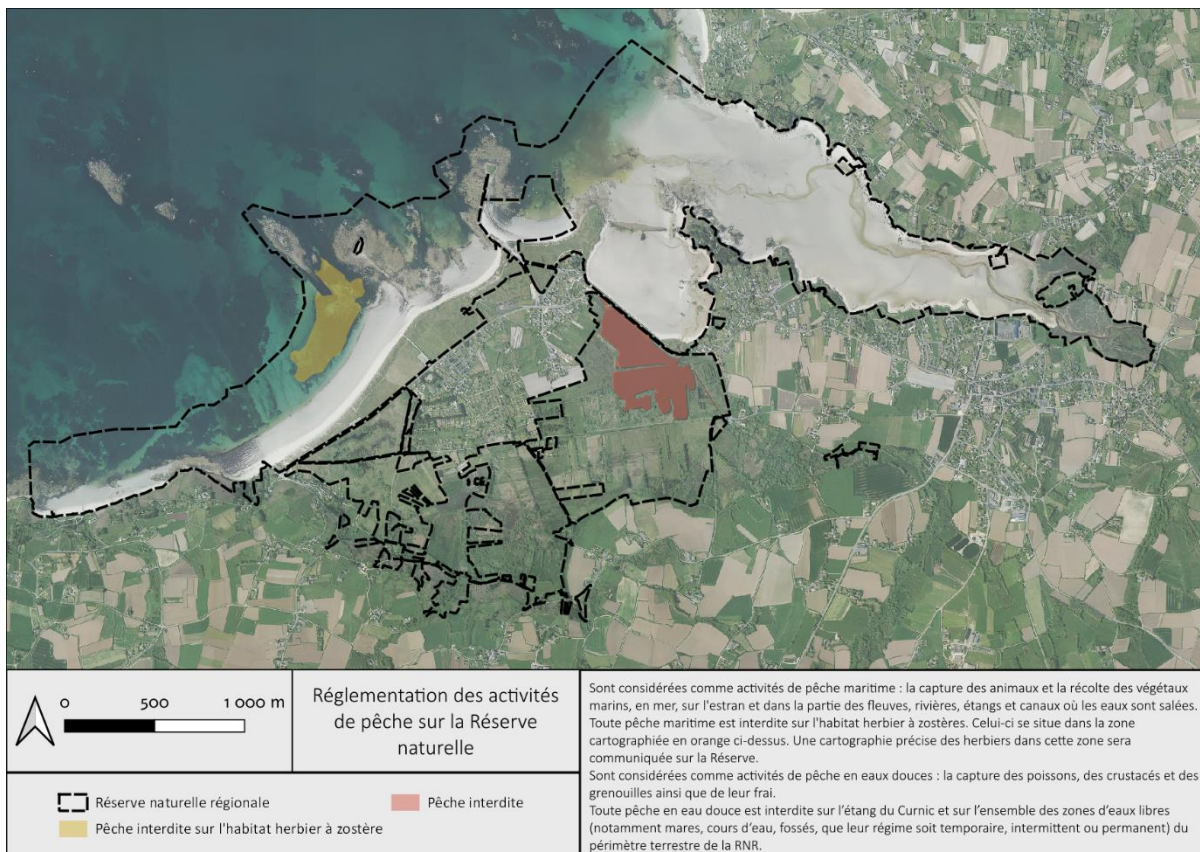 0 500 1 000 m
Réglementation des activités
de pêche sur la Réserve
naturelle
Réserve naturelle régionale
Pêche interdite
Pêche interdite sur l'habitat herbier à zostère
Sont considérées comme activités de pêche maritime : la capture des animaux et la récolte des végétaux
marins, en mer, sur l'estran et dans la partie des fleuves, rivières, étangs et canaux où les eaux sont salées.
Toute pêche maritime est interdite sur l'habitat herbier à zostères. Celui-ci se situe dans la zone
cartographiée en orange ci-dessus. Une cartographie précise des herbiers dans cette zone sera
communiquée sur la Réserve.
Sont considérées comme activités de pêche en eaux douces : la capture des poissons, des crustacés et des
grenouilles ainsi que de leur frai.
Toute pêche en eau douce est interdite sur l'étang du Curnic et sur l'ensemble des zones d'eaux libres
(notamment mares, cours d'eau, fossés, que leur régime soit temporaire, intermittent ou permanent) du
périmètre terrestre de la RNR.